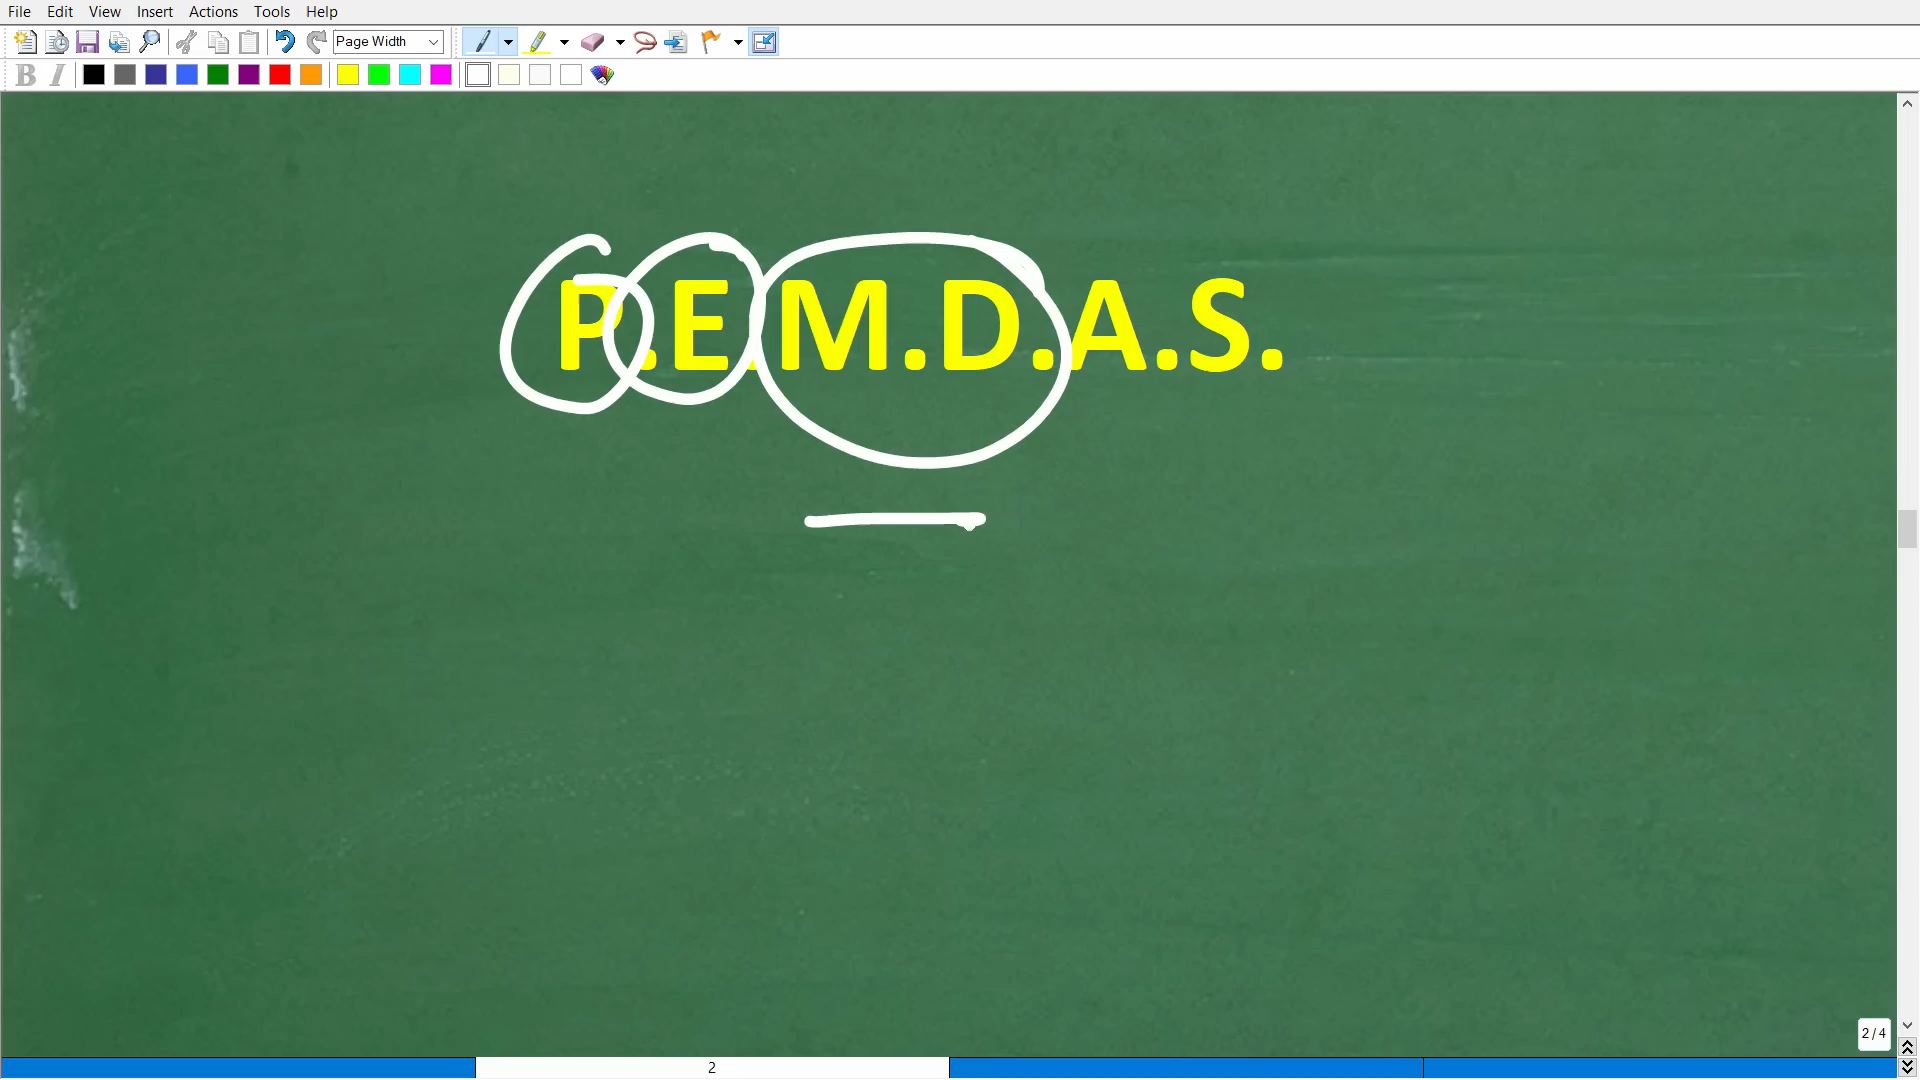 File Edit View Insert Actions Tools Help
Page Width
B I
P.E.M.D.A.S.
2 / 4
2